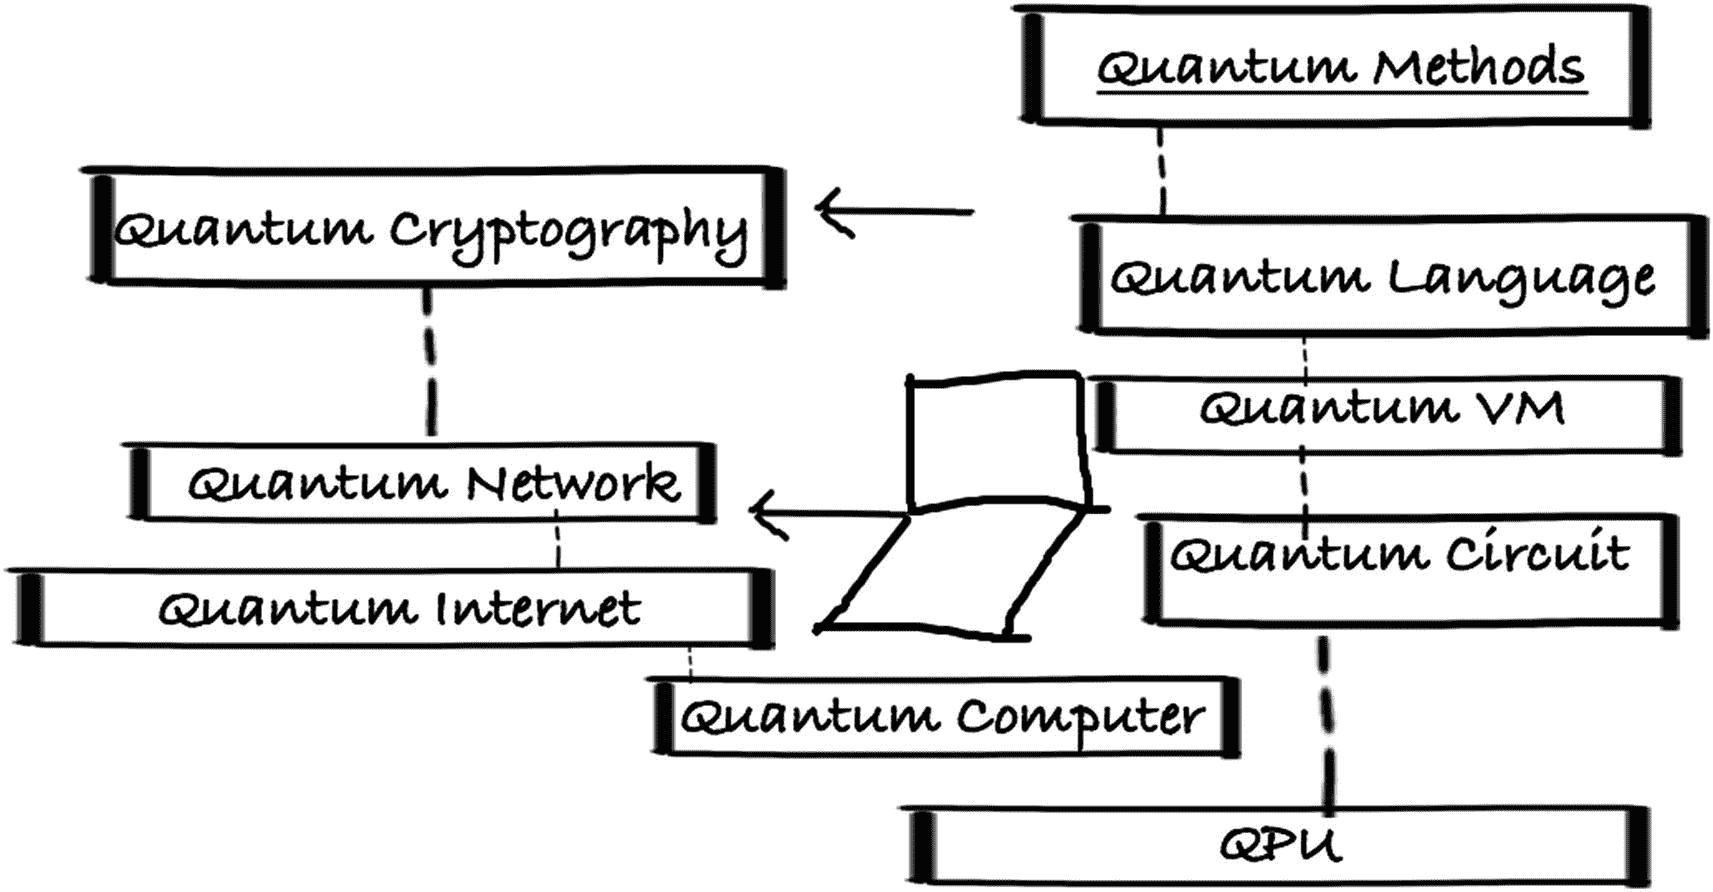 Quantum Methods
Quantum Cryptography
Quantum Language
Quantum VM
Quantum Network
Quantum Circuit
Quantum Internet
Quantum Computer
QPU